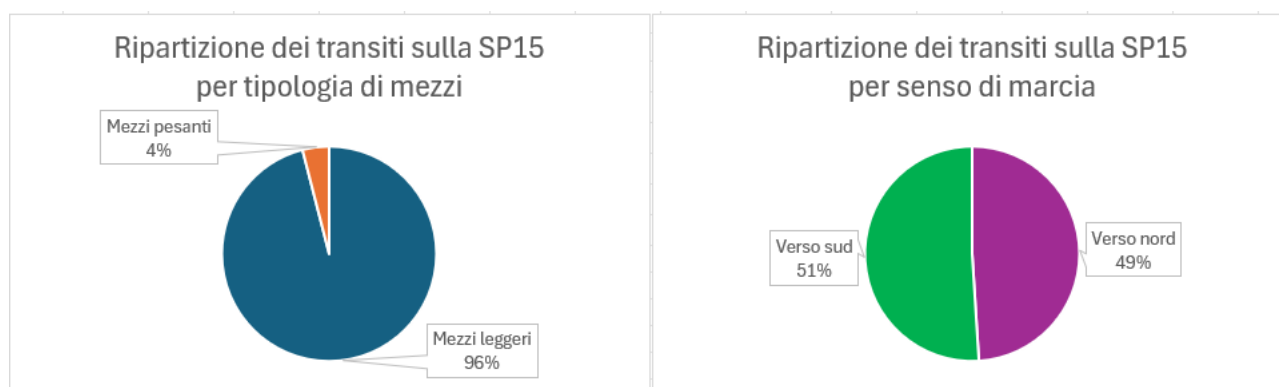 Ripartizione dei transiti sulla SP15
per tipologia di mezzi
Mezzi pesanti
4%
Mezzi leggeri
96%
Ripartizione dei transiti sulla SP15
per senso di marcia
Verso sud
51%
Verso nord
49%